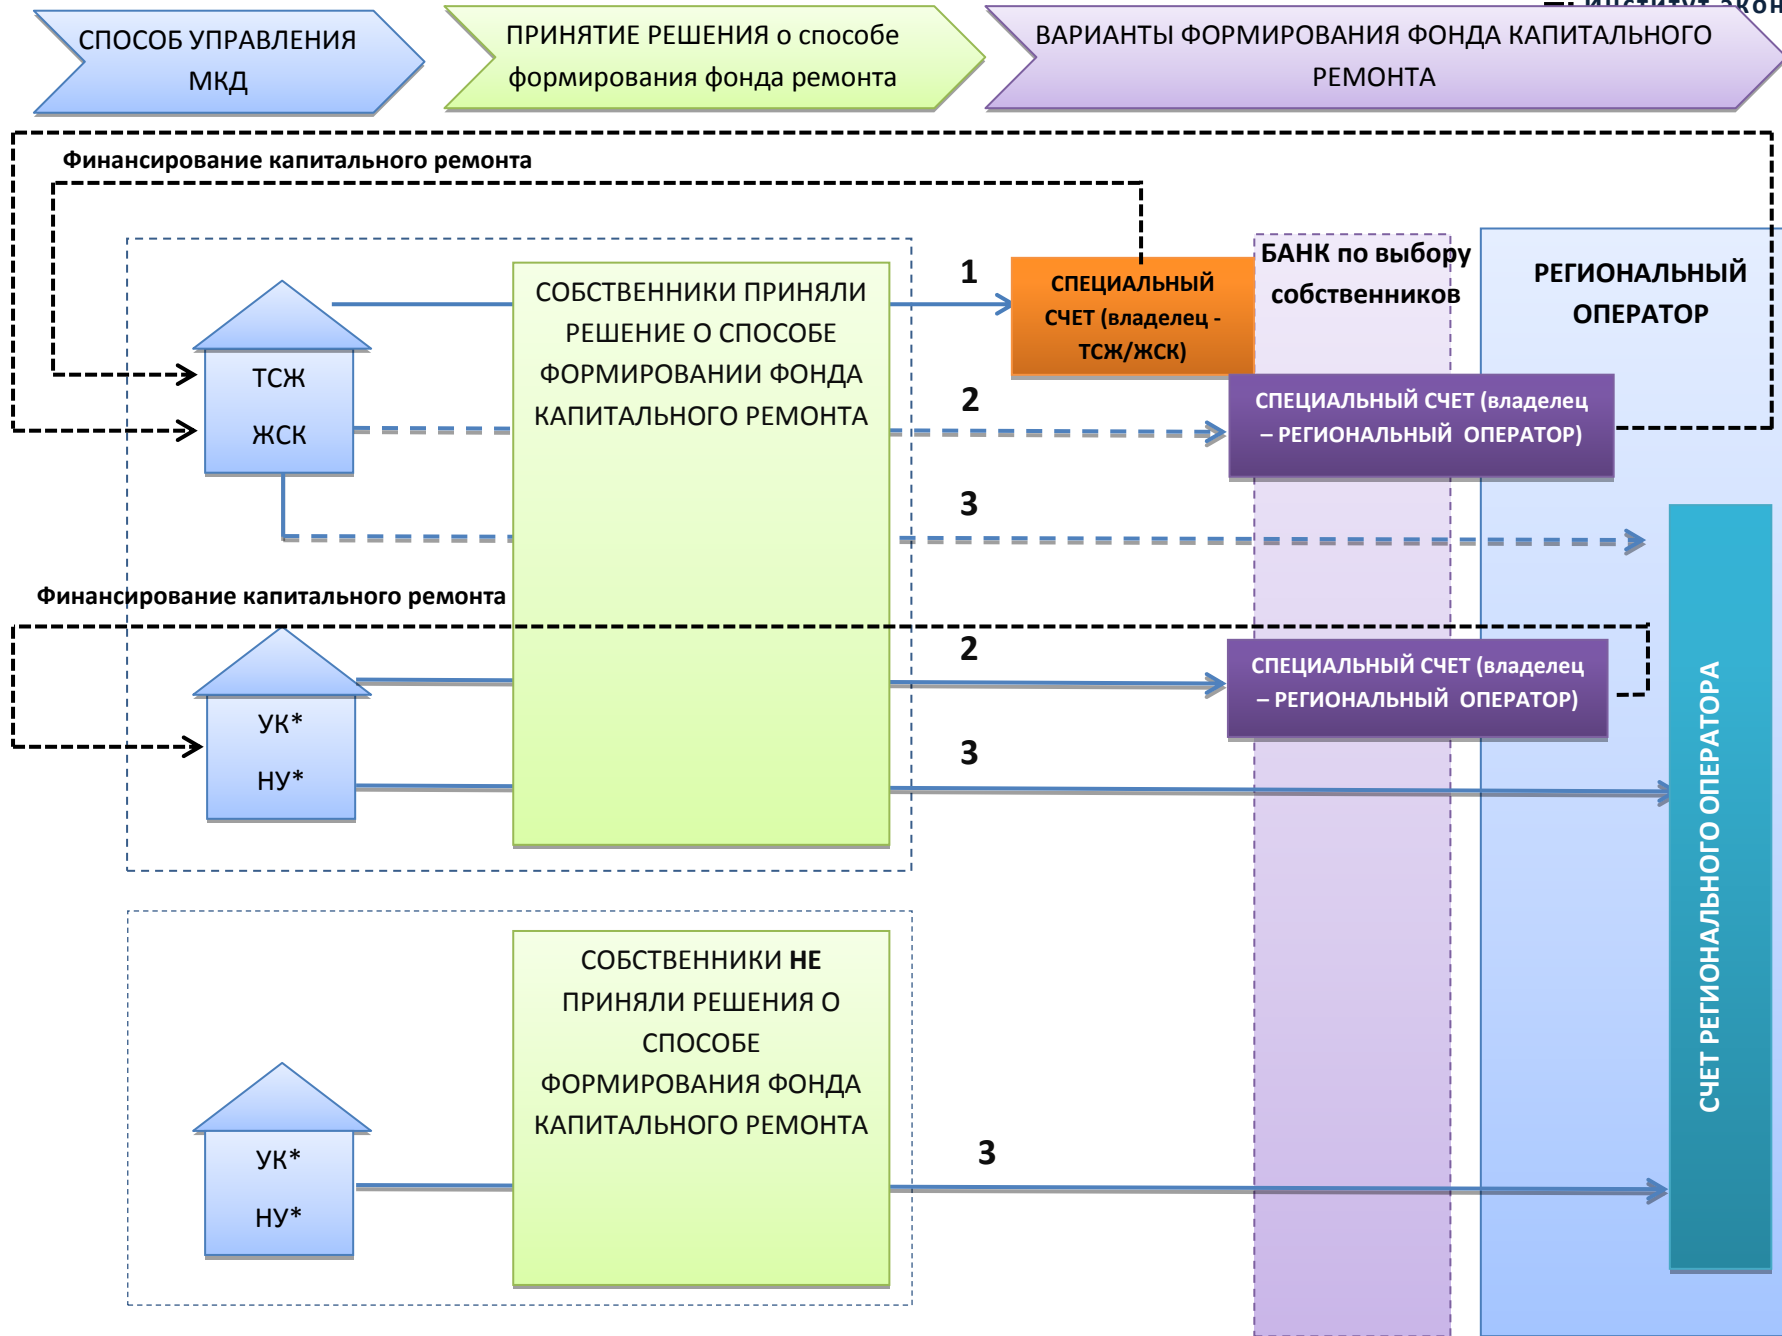 Институт экон
СПОСОБ УПРАВЛЕНИЯ
МКД
ПРИНЯТИЕ РЕШЕНИЯ о способе
формирования фонда ремонта
ВАРИАНТЫ ФОРМИРОВАНИЯ ФОНДА КАПИТАЛЬНОГО
РЕМОНТА
Финансирование капитального ремонта
ТСЖ
ЖСК
СОБСТВЕННИКИ ПРИНЯЛИ
РЕШЕНИЕ О СПОСОБЕ
ФОРМИРОВАНИИ ФОНДА
КАПИТАЛЬНОГО РЕМОНТА
1
СПЕЦИАЛЬНЫЙ
СЧЕТ (владелец -
ТСЖ/ЖСК)
БАНК по выбору
собственников
РЕГИОНАЛЬНЫЙ
ОПЕРАТОР
2
СПЕЦИАЛЬНЫЙ СЧЕТ (владелец
– РЕГИОНАЛЬНЫЙ ОПЕРАТОР)
3
Финансирование капитального ремонта
УК*
НУ*
2
СПЕЦИАЛЬНЫЙ СЧЕТ (владелец
– РЕГИОНАЛЬНЫЙ ОПЕРАТОР)
3
СЧЕТ РЕГИОНАЛЬНОГО ОПЕРАТОРА
СОБСТВЕННИКИ НЕ
ПРИНЯЛИ РЕШЕНИЯ О
СПОСОБЕ
ФОРМИРОВАНИЯ ФОНДА
КАПИТАЛЬНОГО РЕМОНТА
УК*
НУ*
3